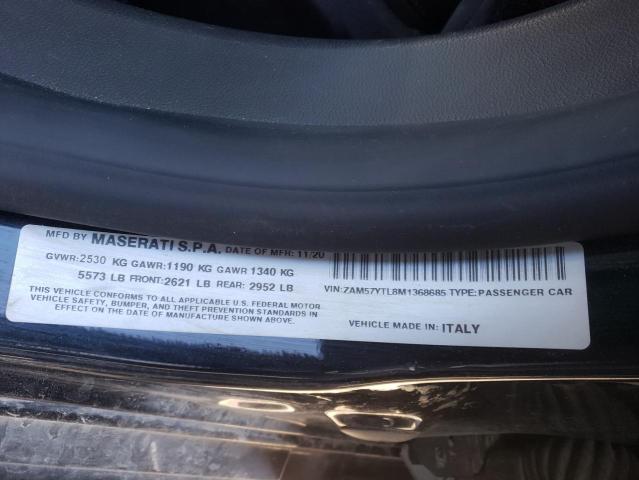 MFD BY MASERATI S.P.A. DATE OF MFH: 11/20
GVWR:2530 KG GAWR:1190 KG GAWR 1340 KG
5573 LB FRONT:2621 LB REAR: 2952 LB
THIS VEHICLE CONFORMS TO ALL APPLICABLE U.S. FEDERAL MOTOR
VEHICLE SAFETY, BUMPER, AND THEFT PREVENTION STANDARDS IN
EFFECT ON THE DATE OF MANUFACTURE SHOWN ABOVE.
VIN:ZAM57YTL8M1368685 TYPE:PASSENGER CAR
VEHICLE MADE IN: ITALY